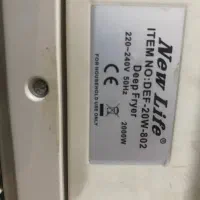 New Life®
ITEM NO:DEF-20W-802
Deep Fryer
220~240V 50Hz 2000W
FOR HOUSEHOLD USE ONLY